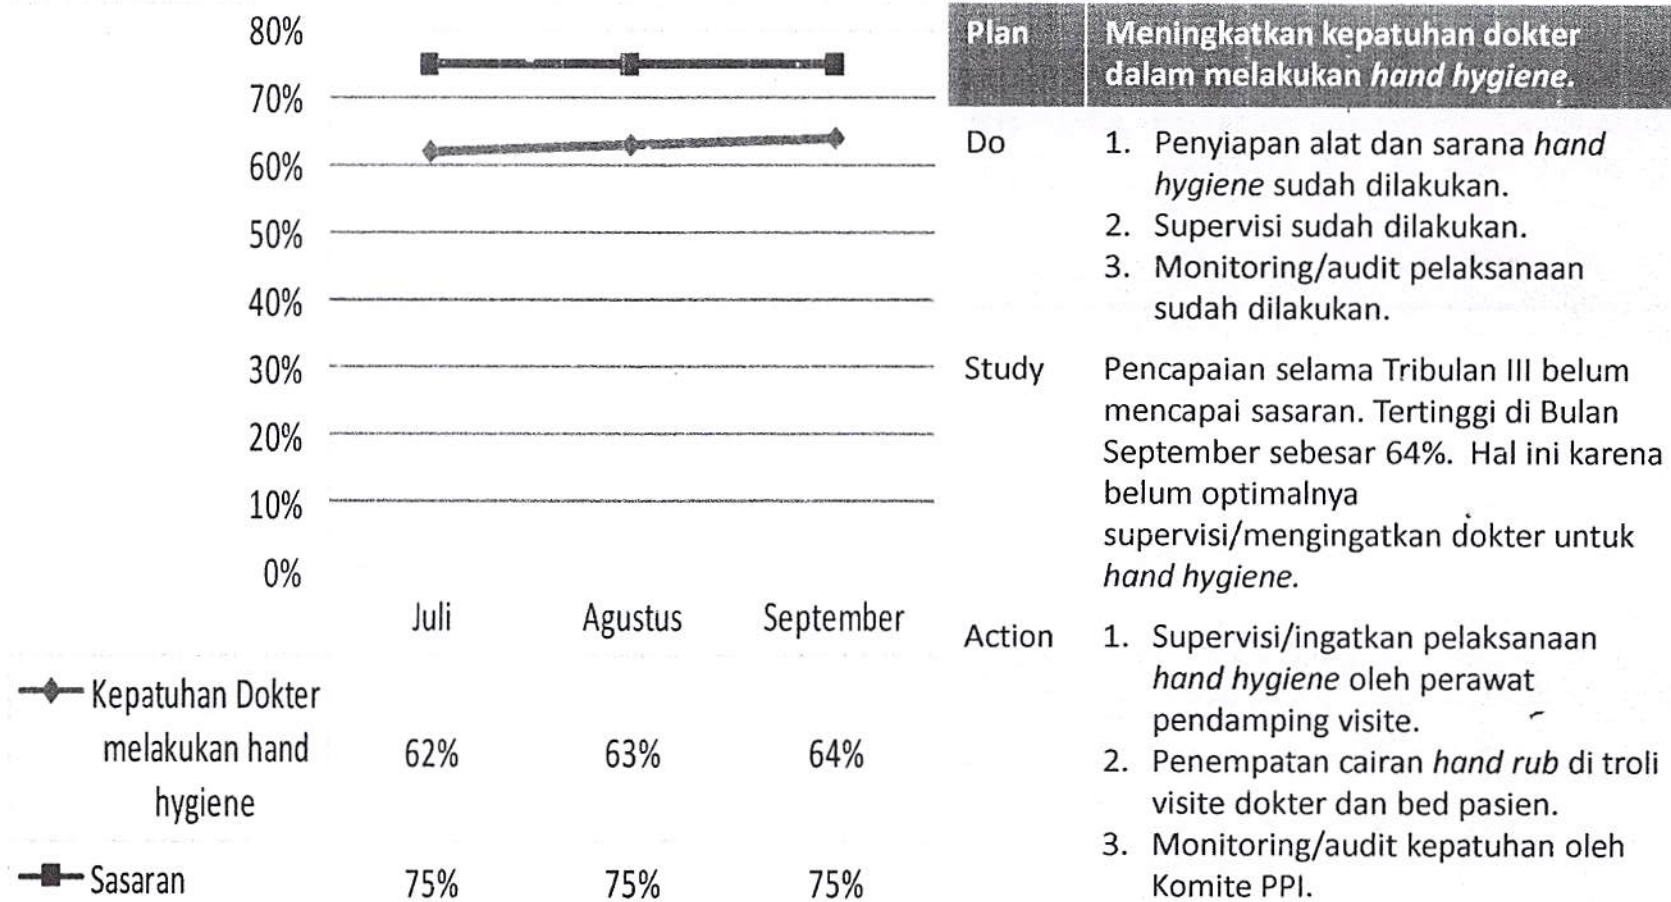 80%
70%
60%
50%
40%
30%
20%
10%
0%
Juli Agustus September
Kepatuhan Dokter
melakukan hand
hygiene
62% 63% 64%
Sasaran 75% 75% 75%
Plan Meningkatkan kepatuhan dokter
dalam melakukan hand hygiene.
Do 1. Penyiapan alat dan sarana hand
hygiene sudah dilakukan.
2. Supervisi sudah dilakukan.
3. Monitoring/audit pelaksanaan
sudah dilakukan.
Study Pencapaian selama Tribulan III belum
mencapai sasaran. Tertinggi di Bulan
September sebesar 64%. Hal ini karena
belum optimalnya
supervisi/mengingatkan dokter untuk
hand hygiene.
Action 1. Supervisi/ingatkan pelaksanaan
hand hygiene oleh perawat
pendamping visite.
2. Penempatan cairan hand rub di troli
visite dokter dan bed pasien.
3. Monitoring/audit kepatuhan oleh
Komite PPI.